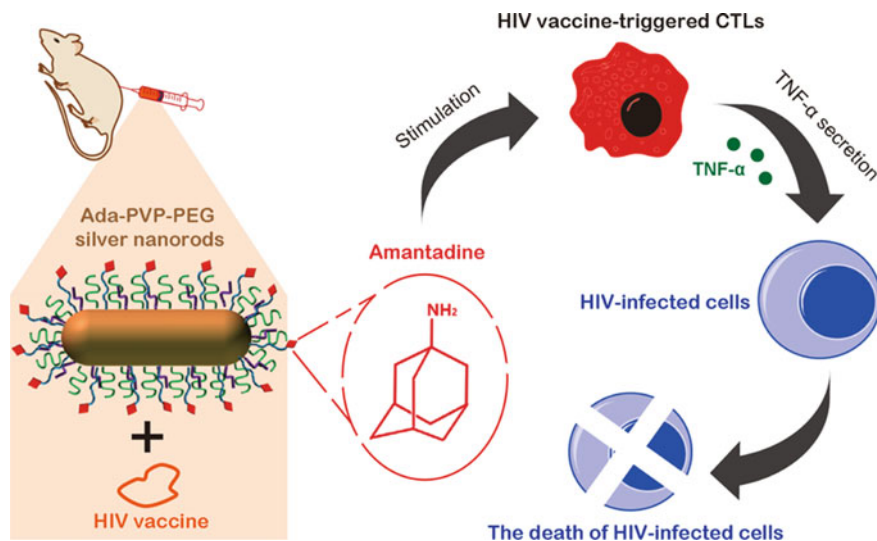 HIV vaccine-triggered CTLs
Stimulation
TNF-α secretion
TNF-α
Ada-PVP-PEG
silver nanorods
Amantadine
NH₂
HIV-infected cells
+
HIV vaccine
The death of HIV-infected cells